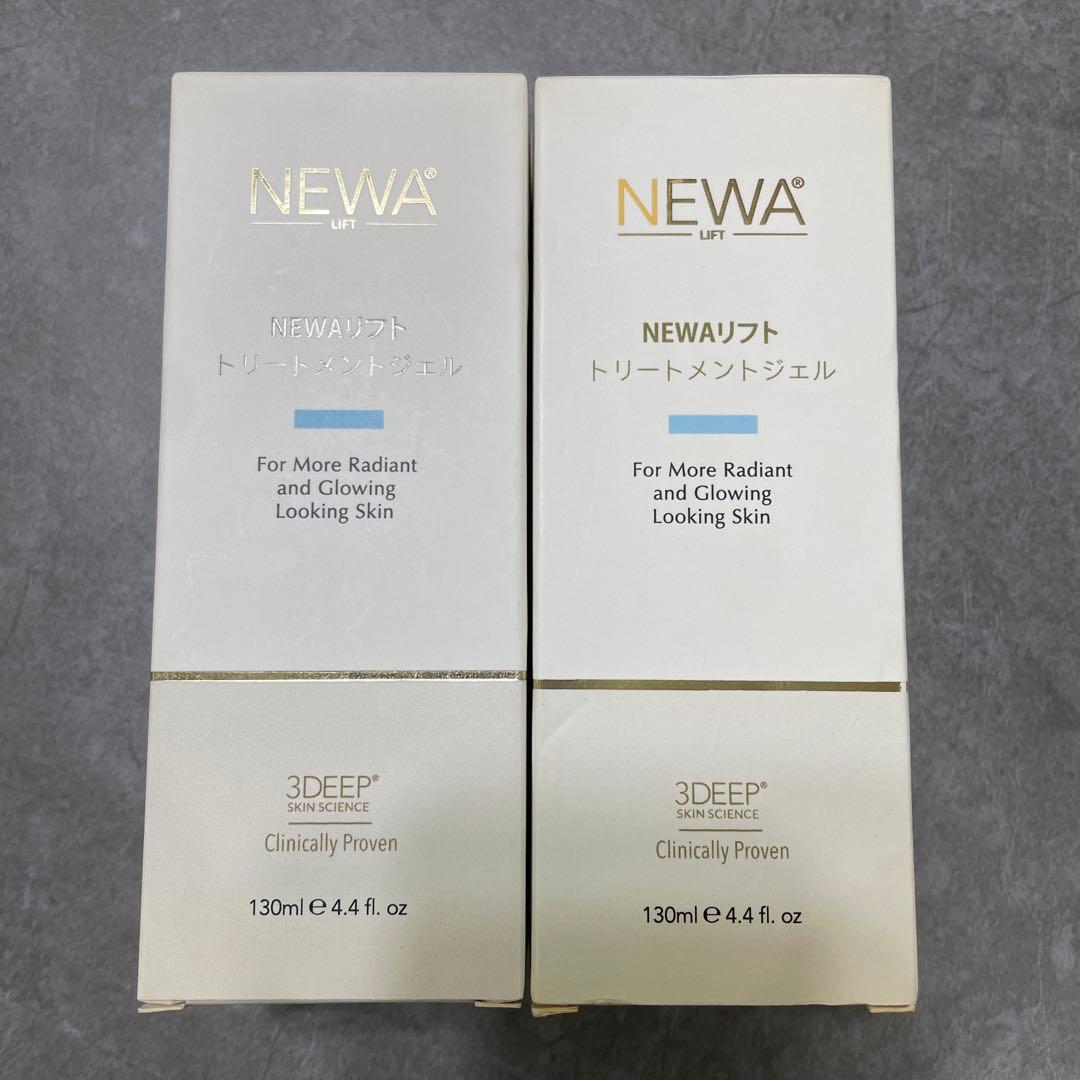 NEWA®
LIFT
NEWAリフト
トリートメントジェル
For More Radiant
and Glowing
Looking Skin
3DEEP®
SKIN SCIENCE
Clinically Proven
130ml ℮ 4.4 fl. oz
NEWA®
LIFT
NEWAリフト
トリートメントジェル
For More Radiant
and Glowing
Looking Skin
3DEEP®
SKIN SCIENCE
Clinically Proven
130ml ℮ 4.4 fl. oz